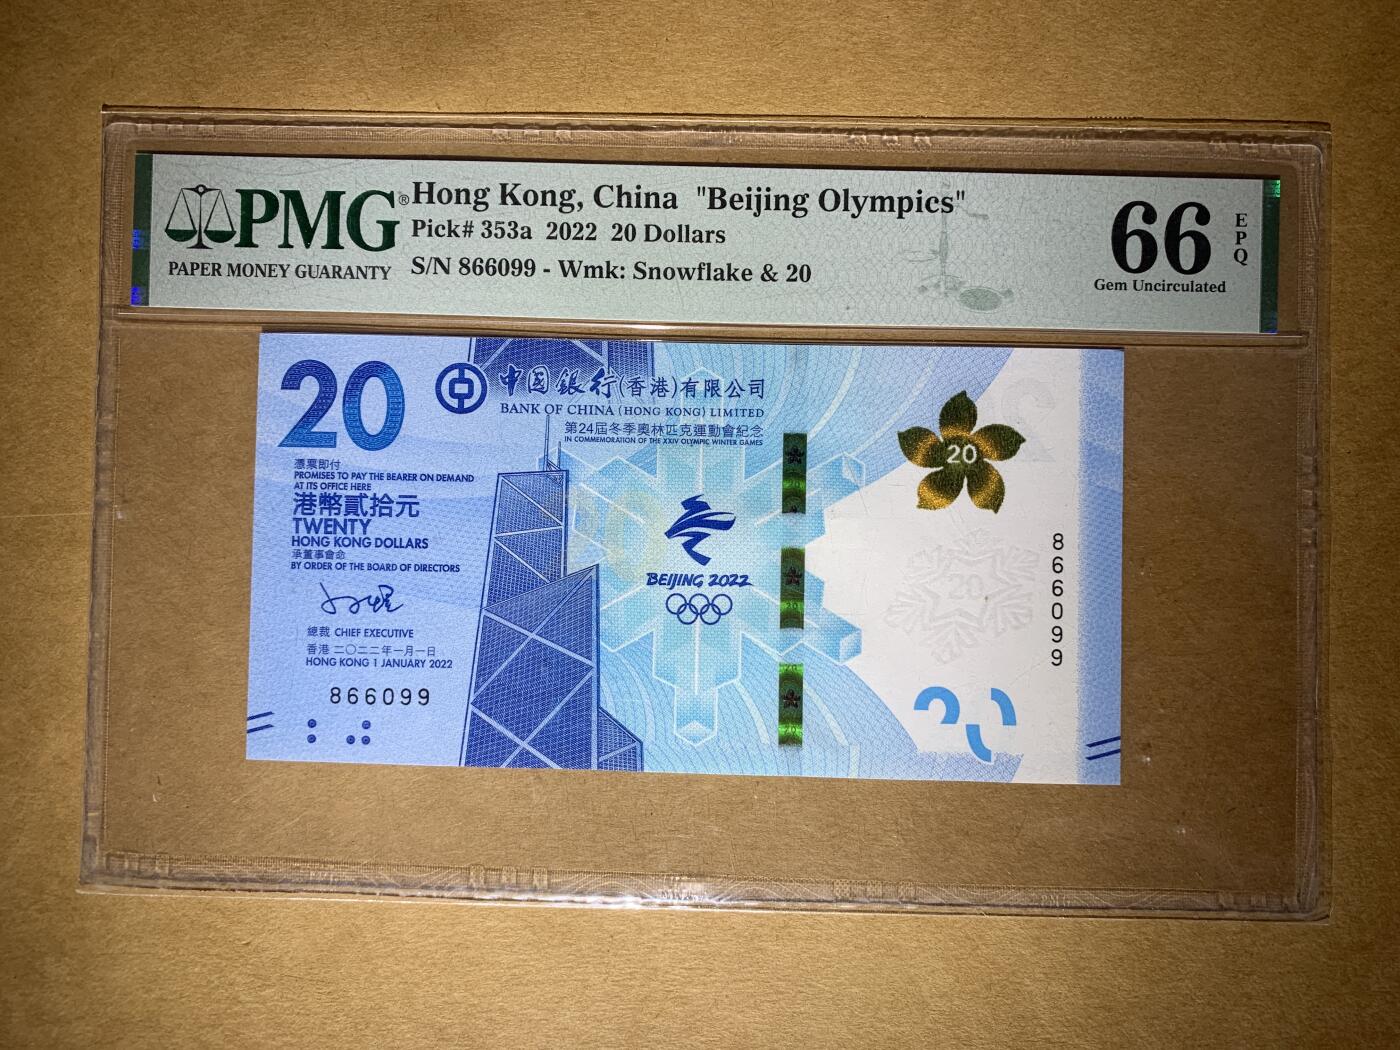 PMG®
PAPER MONEY GUARANTY
Hong Kong, China "Beijing Olympics"
Pick# 353a 2022 20 Dollars
S/N 866099 - Wmk: Snowflake & 20
66
EPQ
Gem Uncirculated
20
中國銀行(香港)有限公司
BANK OF CHINA (HONG KONG) LIMITED
第24屆冬季奧林匹克運動會紀念
IN COMMEMORATION OF THE XXIV OLYMPIC WINTER GAMES
憑票即付
PROMISES TO PAY THE BEARER ON DEMAND
AT ITS OFFICE HERE
港幣貳拾元
TWENTY
HONG KONG DOLLARS
承董事會命
BY ORDER OF THE BOARD OF DIRECTORS
總裁 CHIEF EXECUTIVE
香港二〇二二年一月一日
HONG KONG 1 JANUARY 2022
866099
BEIJING 2022
20
20
20
20
866099
20
PMG